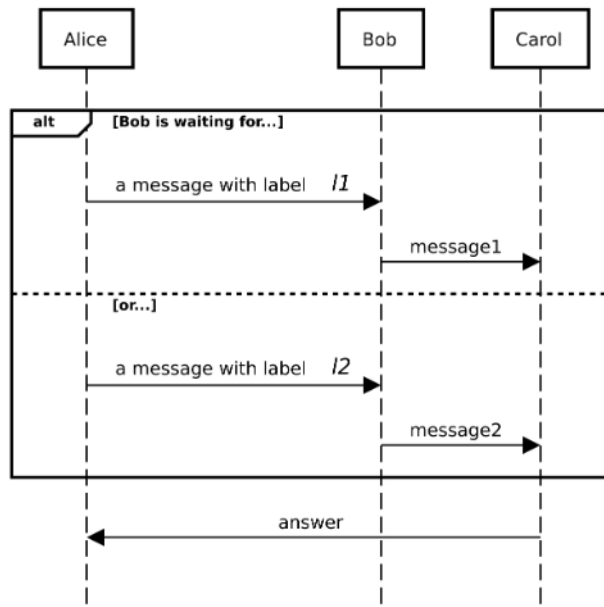 Alice Bob Carol
alt [Bob is waiting for...]
a message with label l1
message1
[or...]
a message with label l2
message2
answer